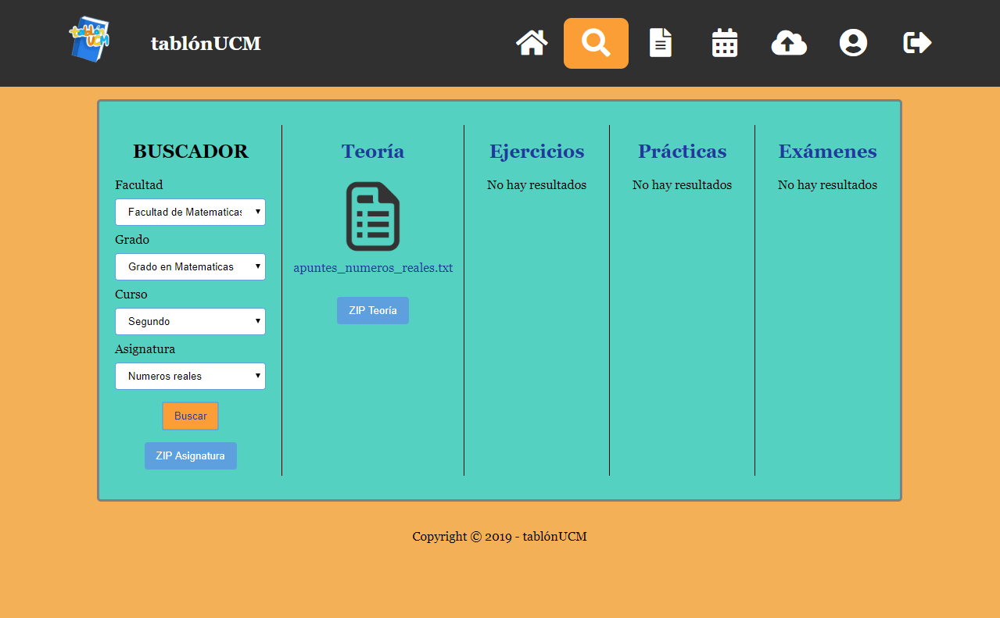 tablón
UCM
tablónUCM
BUSCADOR
Facultad
Facultad de Matematicas
Grado
Grado en Matematicas
Curso
Segundo
Asignatura
Numeros reales
Buscar
ZIP Asignatura
Teoría
apuntes_numeros_reales.txt
ZIP Teoría
Ejercicios
No hay resultados
Prácticas
No hay resultados
Exámenes
No hay resultados
Copyright © 2019 - tablónUCM